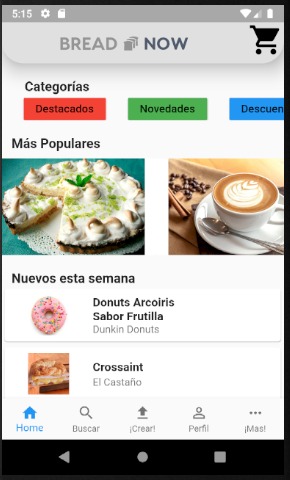 5:15
BREAD NOW
Categorías
Destacados Novedades Descuen
Más Populares
Nuevos esta semana
Donuts Arcoiris
Sabor Frutilla
Dunkin Donuts
Crossaint
El Castaño
Home Buscar ¡Crear! Perfil ¡Mas!